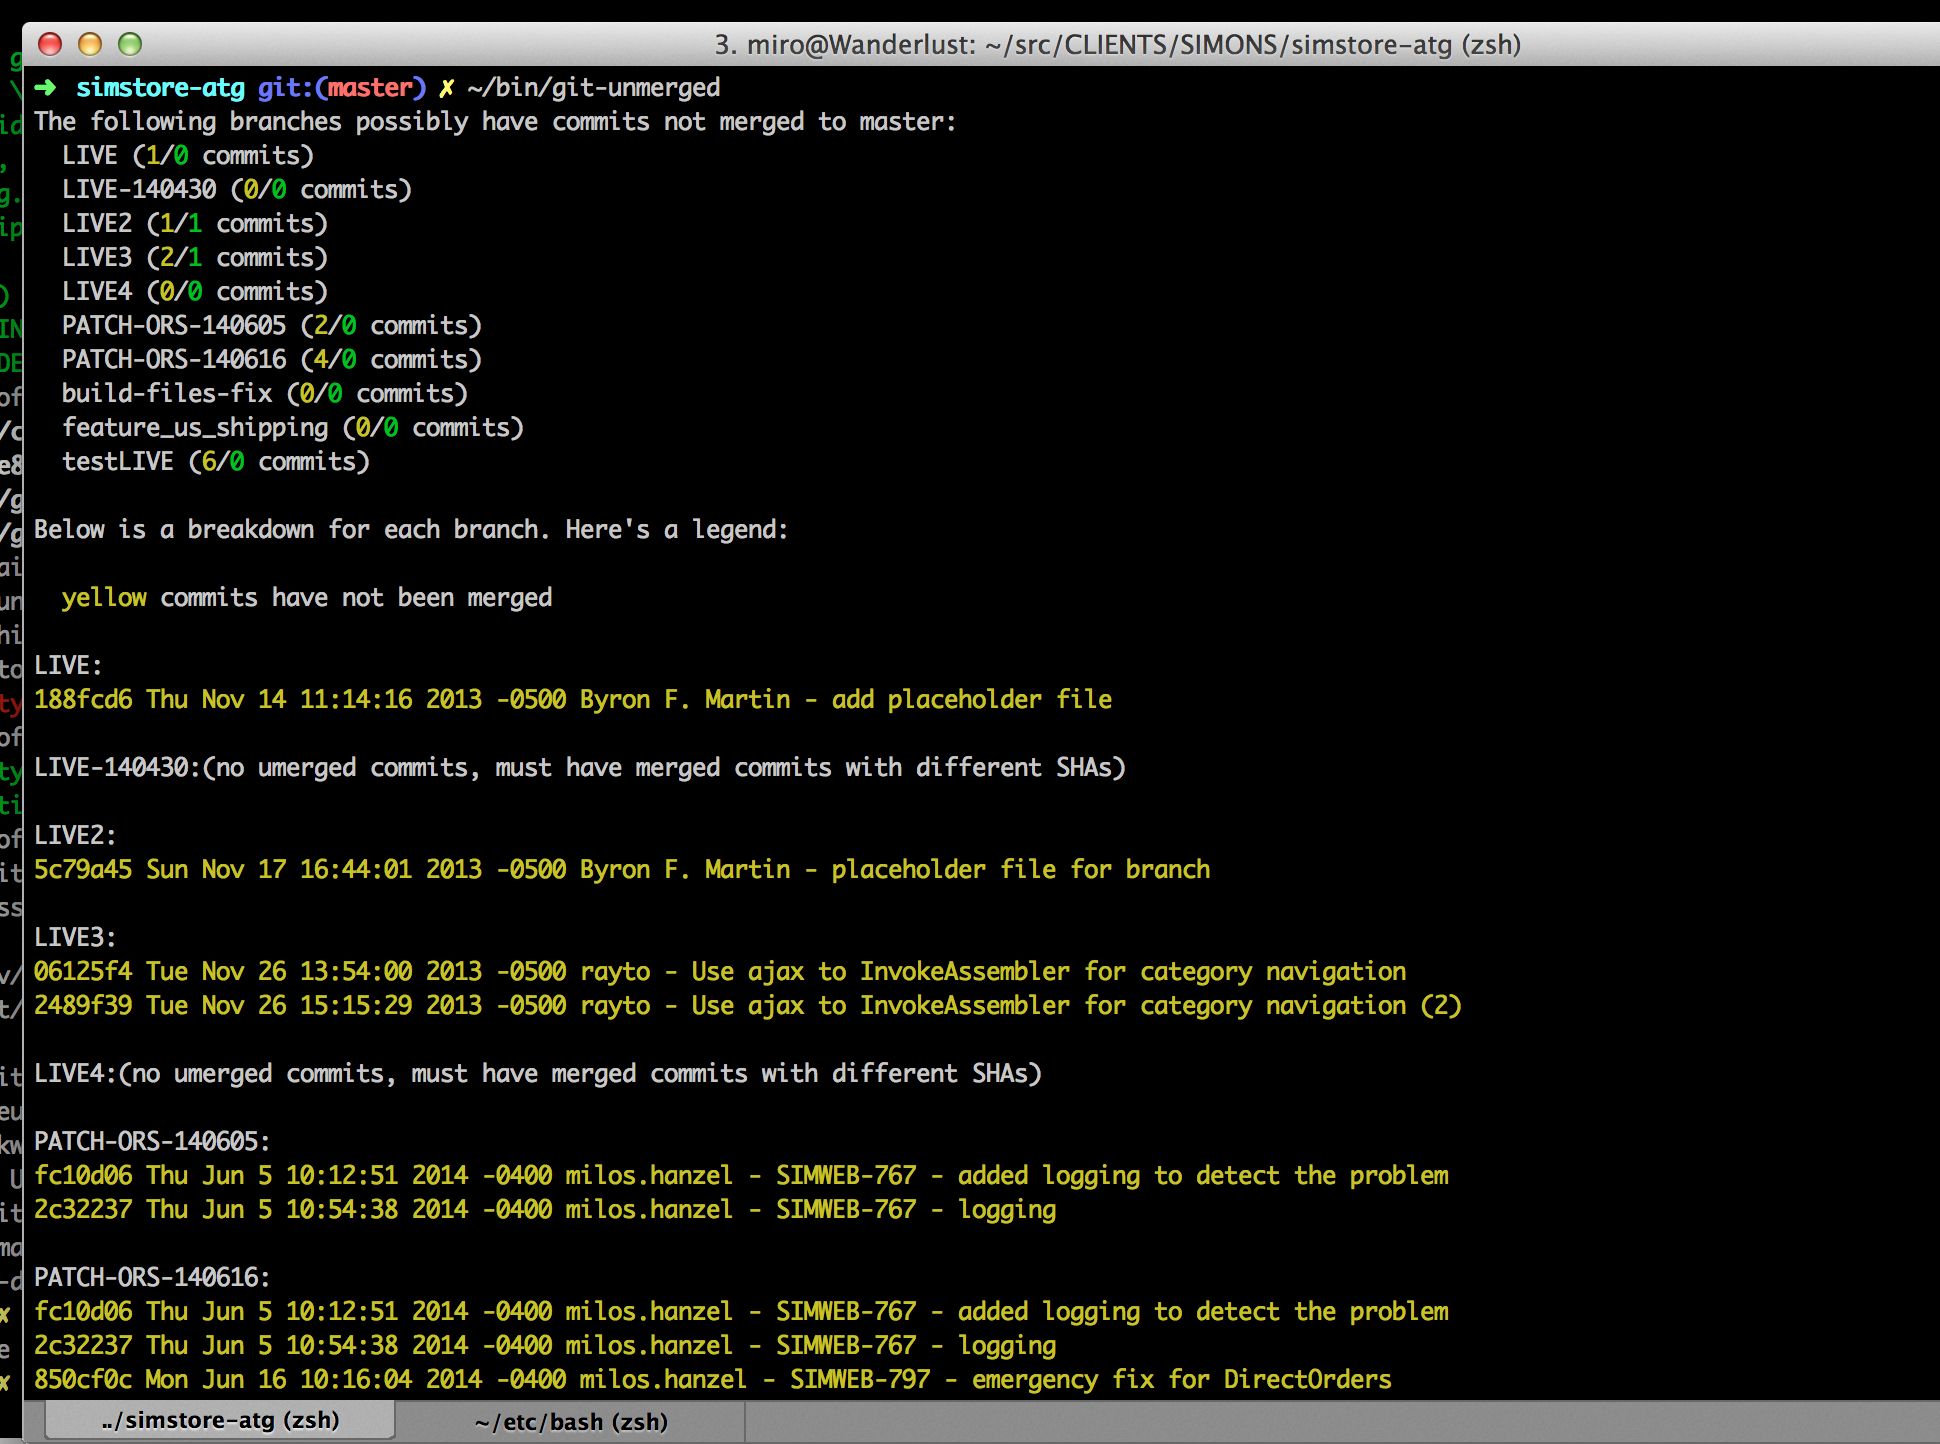 3. miro@Wanderlust: ~/src/CLIENTS/SIMONS/simstore-atg (zsh)
➜ simstore-atg git:(master) ✗ ~/bin/git-unmerged
The following branches possibly have commits not merged to master:
LIVE (1/0 commits)
LIVE-140430 (0/0 commits)
LIVE2 (1/1 commits)
LIVE3 (2/1 commits)
LIVE4 (0/0 commits)
PATCH-ORS-140605 (2/0 commits)
PATCH-ORS-140616 (4/0 commits)
build-files-fix (0/0 commits)
feature_us_shipping (0/0 commits)
testLIVE (6/0 commits)
Below is a breakdown for each branch. Here's a legend:
yellow commits have not been merged
LIVE:
188fcd6 Thu Nov 14 11:14:16 2013 -0500 Byron F. Martin - add placeholder file
LIVE-140430:(no umerged commits, must have merged commits with different SHAs)
LIVE2:
5c79a45 Sun Nov 17 16:44:01 2013 -0500 Byron F. Martin - placeholder file for branch
LIVE3:
06125f4 Tue Nov 26 13:54:00 2013 -0500 rayto - Use ajax to InvokeAssembler for category navigation
2489f39 Tue Nov 26 15:15:29 2013 -0500 rayto - Use ajax to InvokeAssembler for category navigation (2)
LIVE4:(no umerged commits, must have merged commits with different SHAs)
PATCH-ORS-140605:
fc10d06 Thu Jun 5 10:12:51 2014 -0400 milos.hanzel - SIMWEB-767 - added logging to detect the problem
2c32237 Thu Jun 5 10:54:38 2014 -0400 milos.hanzel - SIMWEB-767 - logging
PATCH-ORS-140616:
fc10d06 Thu Jun 5 10:12:51 2014 -0400 milos.hanzel - SIMWEB-767 - added logging to detect the problem
2c32237 Thu Jun 5 10:54:38 2014 -0400 milos.hanzel - SIMWEB-767 - logging
850cf0c Mon Jun 16 10:16:04 2014 -0400 milos.hanzel - SIMWEB-797 - emergency fix for DirectOrders
../simstore-atg (zsh) ~/etc/bash (zsh)